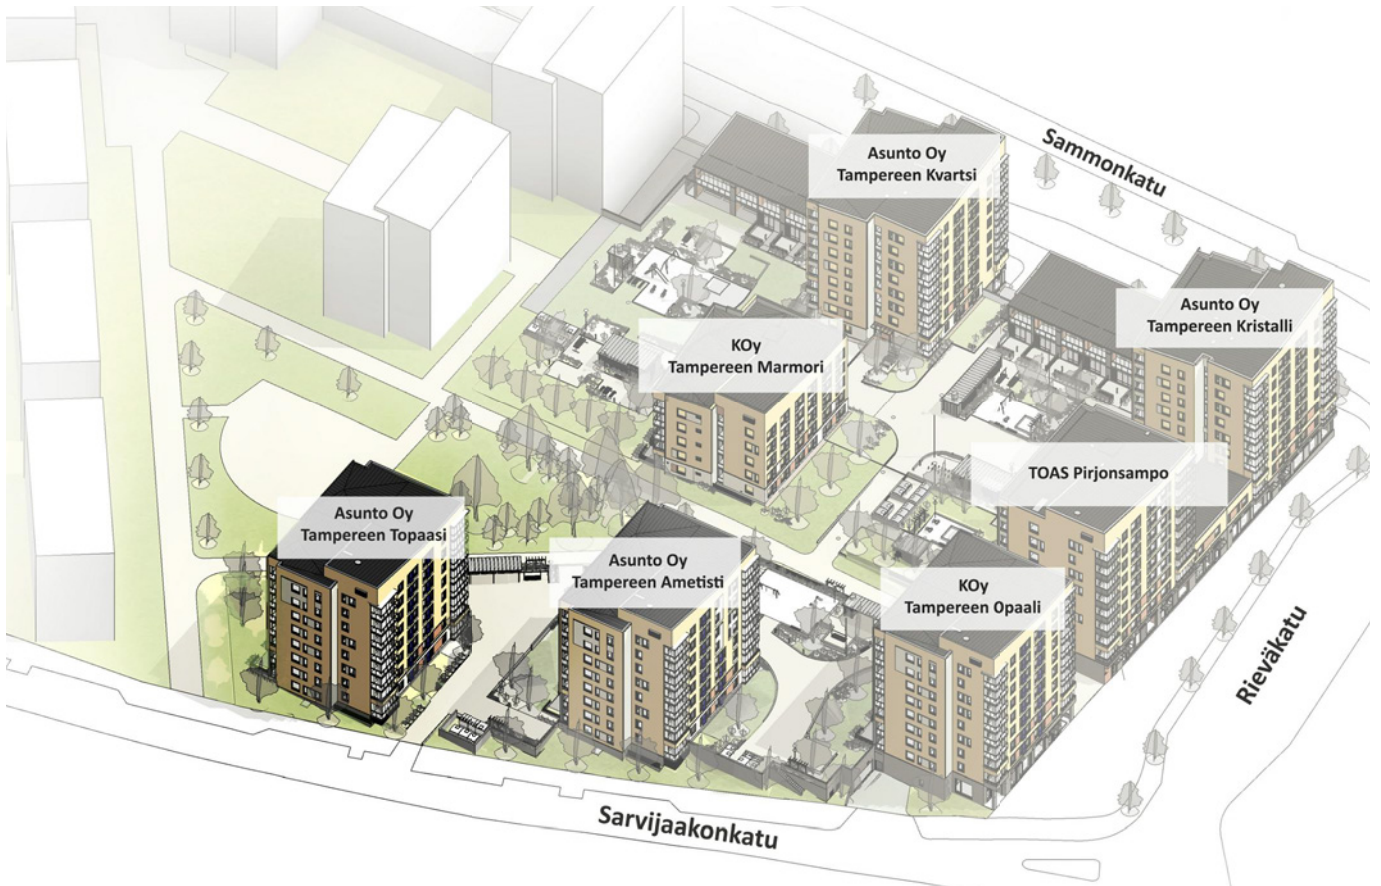 Sammonkatu
Asunto Oy
Tampereen Kvartsi
Asunto Oy
Tampereen Kristalli
KOy
Tampereen Marmori
TOAS Pirjonsampo
Asunto Oy
Tampereen Topaasi
Asunto Oy
Tampereen Ametisti
KOy
Tampereen Opaali
Rieväkatu
Sarvijaakonkatu